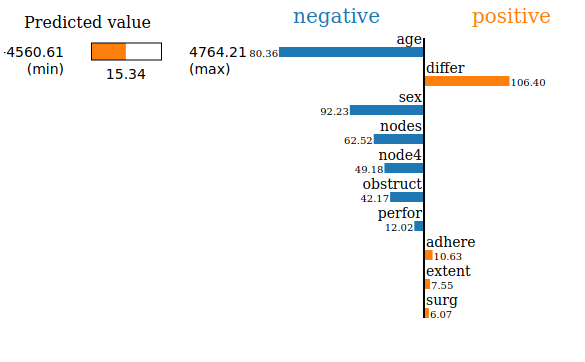 Predicted value
-4560.61
(min)
15.34
4764.21
(max)
negative
positive
age
80.36
differ
106.40
sex
92.23
nodes
62.52
node4
49.18
obstruct
42.17
perfor
12.02
adhere
10.63
extent
7.55
surg
6.07